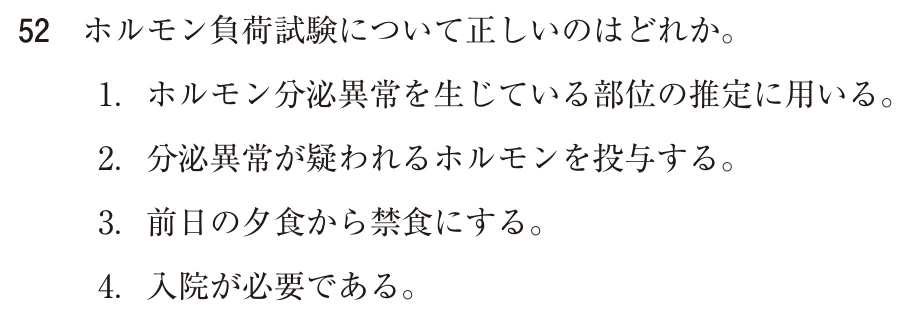 52 ホルモン負荷試験について正しいのはどれか。
1. ホルモン分泌異常を生じている部位の推定に用いる。
2. 分泌異常が疑われるホルモンを投与する。
3. 前日の夕食から禁食にする。
4. 入院が必要である。